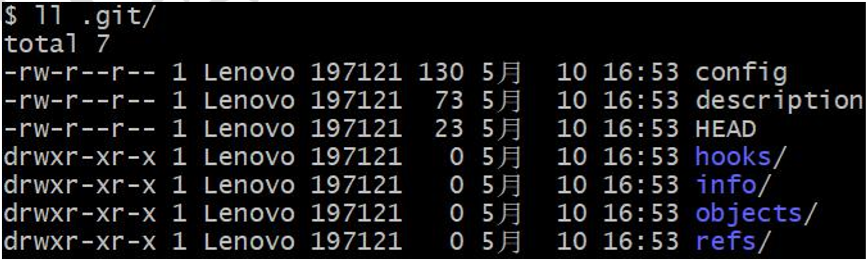 $ ll .git/
total 7
-rw-r--r-- 1 Lenovo 197121 130 5月  10 16:53 config
-rw-r--r-- 1 Lenovo 197121  73 5月  10 16:53 description
-rw-r--r-- 1 Lenovo 197121  23 5月  10 16:53 HEAD
drwxr-xr-x 1 Lenovo 197121   0 5月  10 16:53 hooks/
drwxr-xr-x 1 Lenovo 197121   0 5月  10 16:53 info/
drwxr-xr-x 1 Lenovo 197121   0 5月  10 16:53 objects/
drwxr-xr-x 1 Lenovo 197121   0 5月  10 16:53 refs/